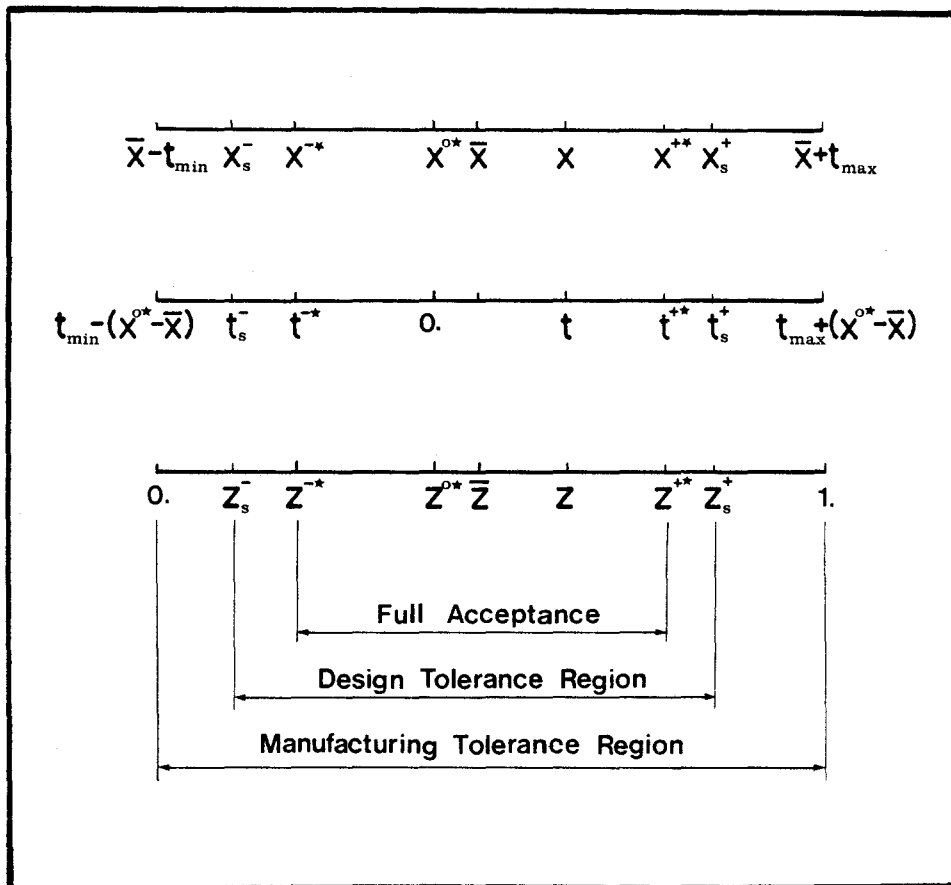 x̄-t_min x_s^- x^-* x^o* x̄ x x^+* x_s^+ x̄+t_max
t_min-(x^o*-x̄) t_s^- t^-* 0. t t^+* t_s^+ t_max+(x^o*-x̄)
0. z_s^- z^-* z^o* z̄ z z^+* z_s^+ 1.
Full Acceptance
Design Tolerance Region
Manufacturing Tolerance Region